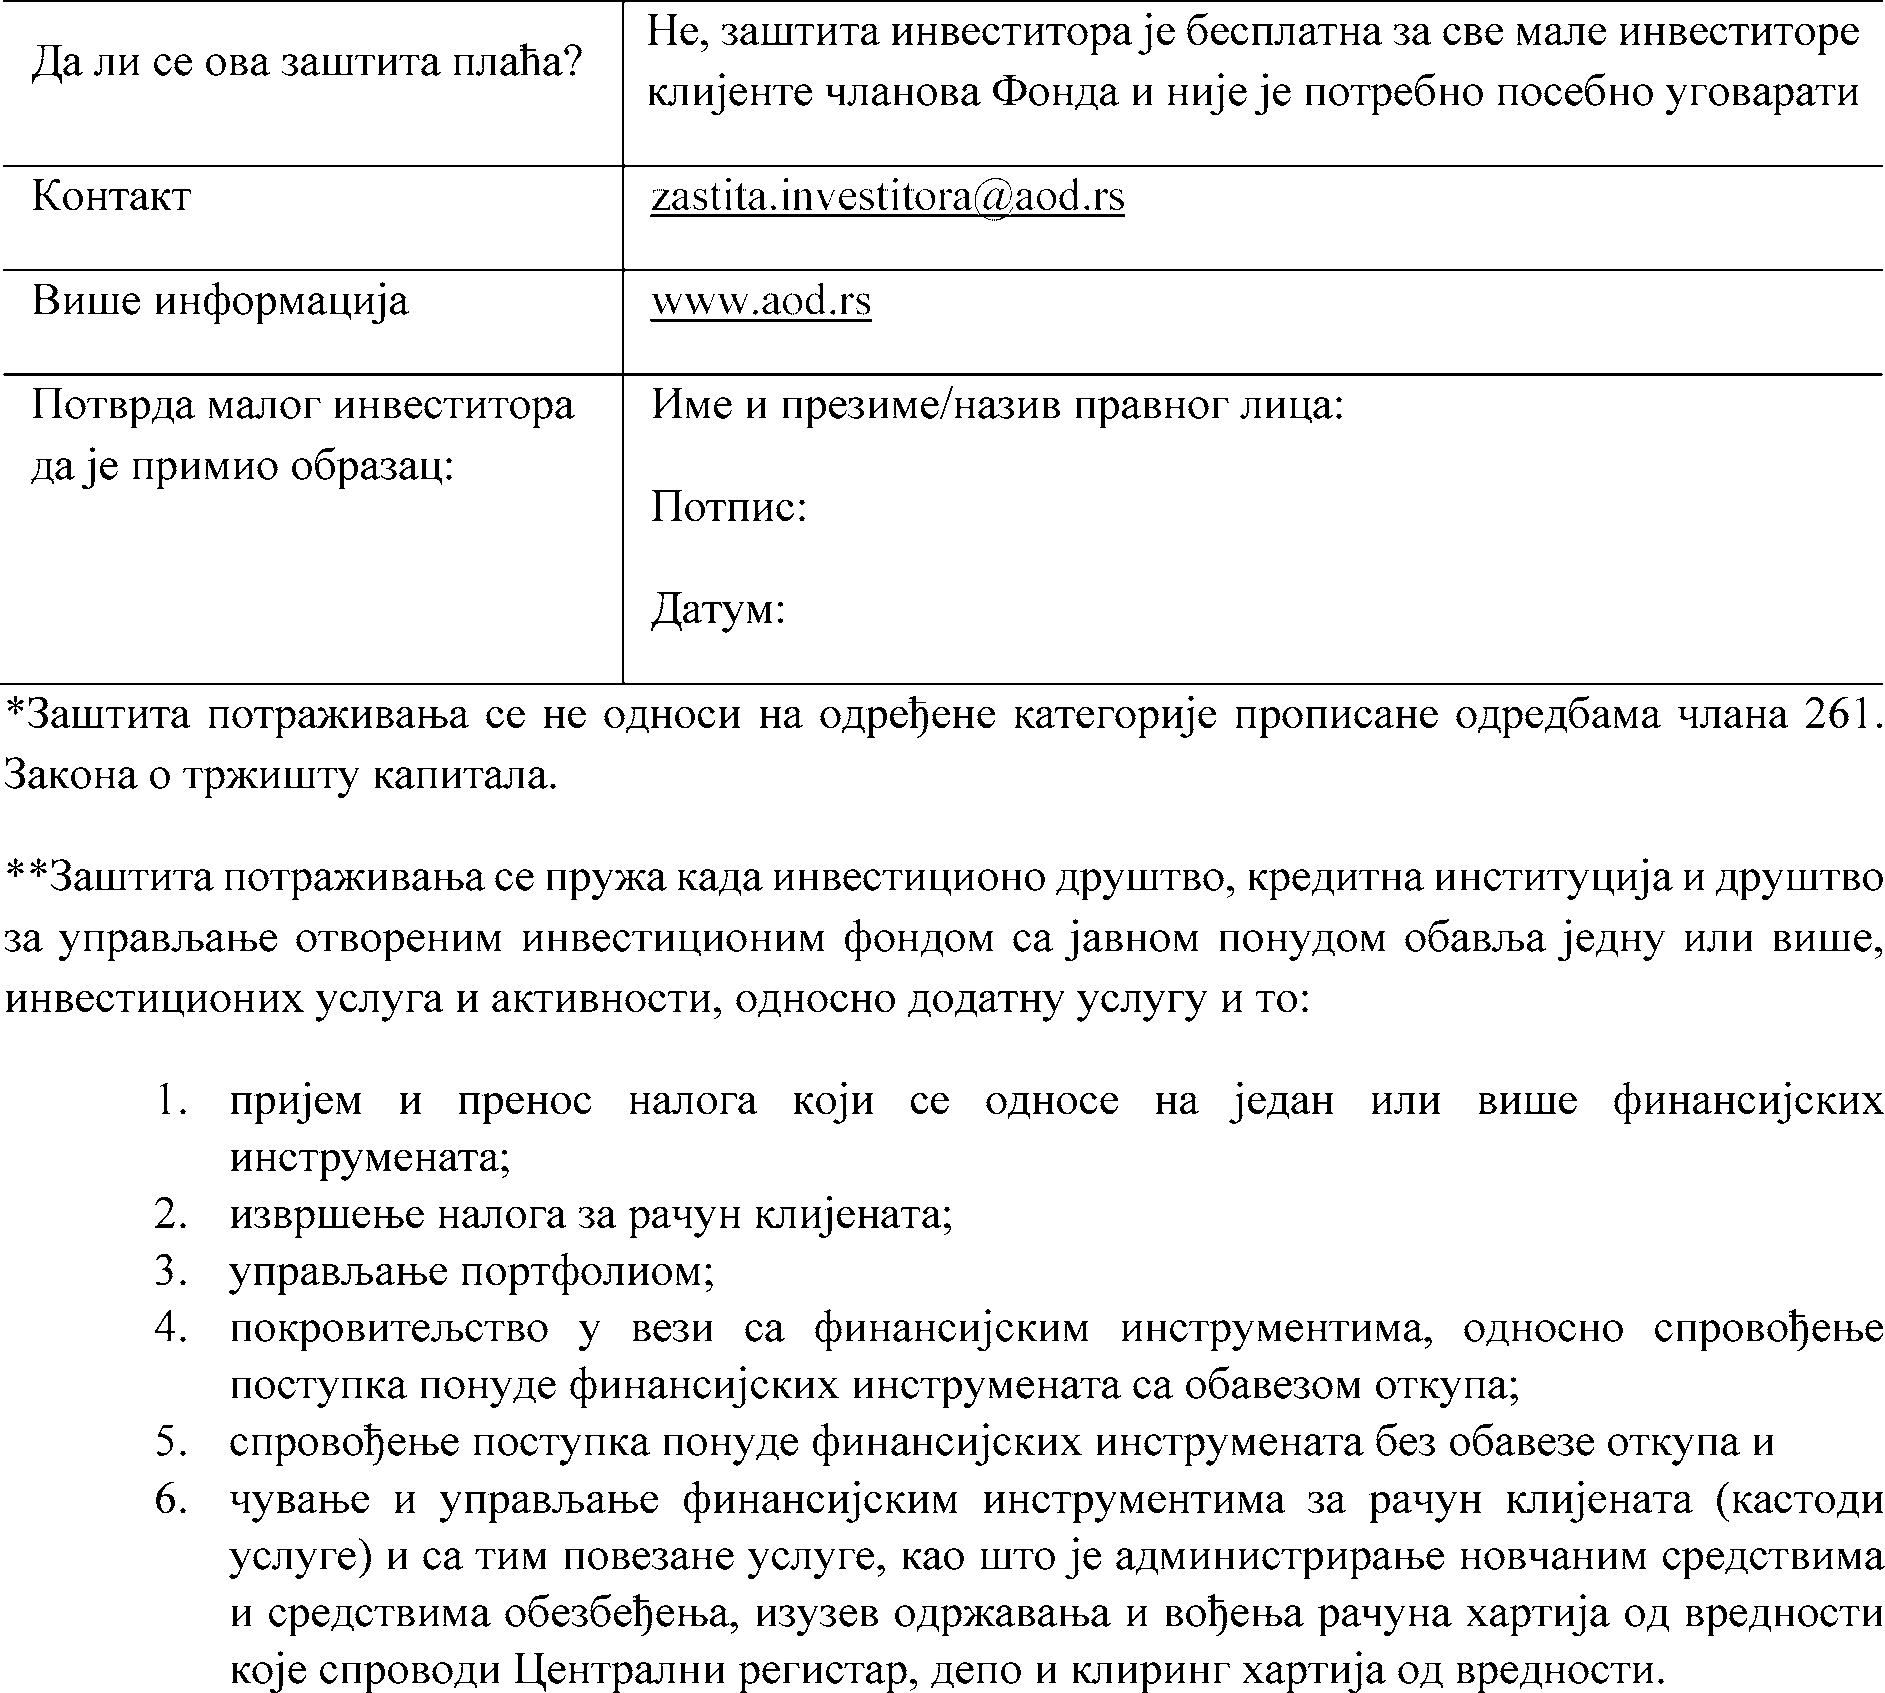 Да ли се ова заштита плаћа?
Не, заштита инвеститора је бесплатна за све мале инвеститоре
клијенте чланова Фонда и није је потребно посебно уговарати
Контакт
zastita.investitora@aod.rs
Више информација
www.aod.rs
Потврда малог инвеститора
да је примио образац:
Име и презиме/назив правног лица:
Потпис:
Датум:
*Заштита потраживања се не односи на одређене категорије прописане одредбама члана 261.
Закона о тржишту капитала.
**Заштита потраживања се пружа када инвестиционо друштво, кредитна институција и друштво
за управљање отвореним инвестиционим фондом са јавном понудом обавља једну или више,
инвестиционих услуга и активности, односно додатну услугу и то:
1. пријем и пренос налога који се односе на један или више финансијских
инструмената;
2. извршење налога за рачун клијената;
3. управљање портфолиом;
4. покровитељство у вези са финансијским инструментима, односно спровођење
поступка понуде финансијских инструмената са обавезом откупа;
5. спровођење поступка понуде финансијских инструмената без обавезе откупа и
6. чување и управљање финансијским инструментима за рачун клијената (кастоди
услуге) и са тим повезане услуге, као што је администрирање новчаним средствима
и средствима обезбеђења, изузев одржавања и вођења рачуна хартија од вредности
које спроводи Централни регистар, депо и клиринг хартија од вредности.